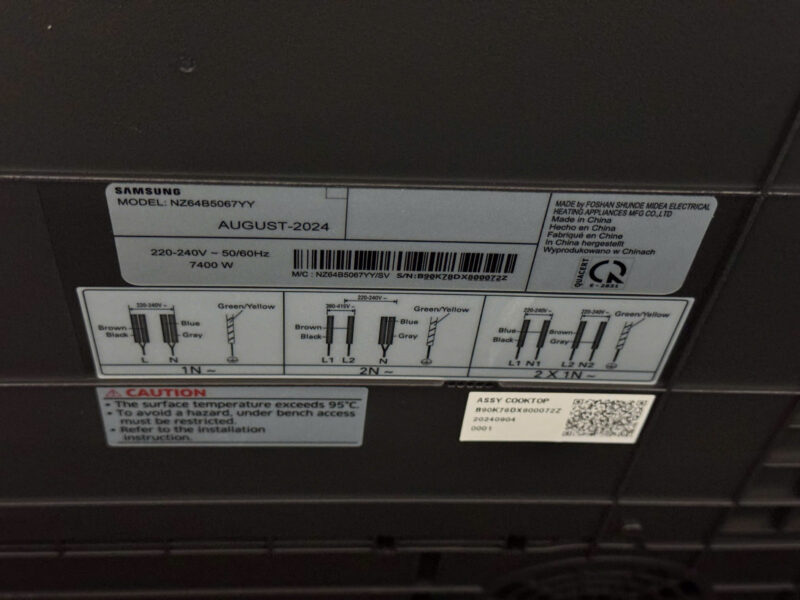 SAMSUNG
MODEL: NZ64B5067YY
AUGUST-2024
220-240V ~ 50/60Hz
7400 W
M/C : NZ64B5067YY/SV S/N:B90K78DX800072Z
MADE by FOSHAN SHUNDE MIDEA ELECTRICAL
HEATING APPLIANCES MFG CO.,LTD
Made in China
Hecho en China
Fabriqué en Chine
In China hergestellt
Wyprodukowano w Chinach
QUACERT
220-240V~
Green/Yellow
Brown
Black
Blue
Gray
L N
1N ~
220-240V~
380-415V~
Green/Yellow
Brown
Black
Blue
Gray
L1 L2 N
2N ~
220-240V~ 220-240V~
Green/Yellow
Blue
Gray
Brown
Black
L1 N1 L2 N2
2 X 1N ~
CAUTION
• The surface temperature exceeds 95°C.
• To avoid a hazard, under bench access
must be restricted.
• Refer to the installation
instruction.
ASSY COOKTOP
B90K78DX800072Z
20240904
0001